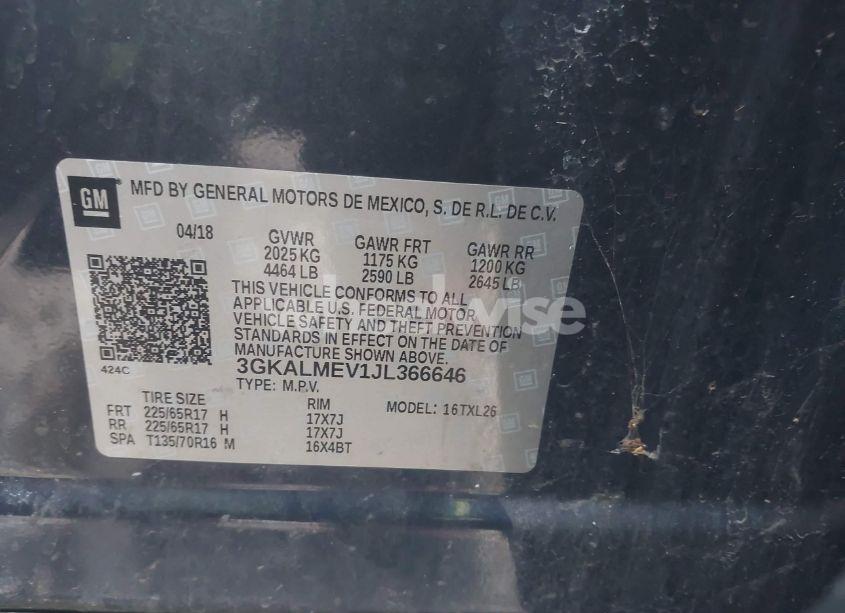 GM
MFD BY GENERAL MOTORS DE MEXICO, S. DE R.L. DE C.V.
04/18 GVWR GAWR FRT GAWR RR
2025 KG 1175 KG 1200 KG
4464 LB 2590 LB 2645 LB
THIS VEHICLE CONFORMS TO ALL
APPLICABLE U.S. FEDERAL MOTOR
VEHICLE SAFETY AND THEFT PREVENTION
STANDARDS IN EFFECT ON THE DATE OF
MANUFACTURE SHOWN ABOVE.
424C
3GKALMEV1JL366646
TYPE: M.P.V.
TIRE SIZE RIM MODEL: 16TXL26
FRT 225/65R17 H 17X7J
RR 225/65R17 H 17X7J
SPA T135/70R16 M 16X4BT